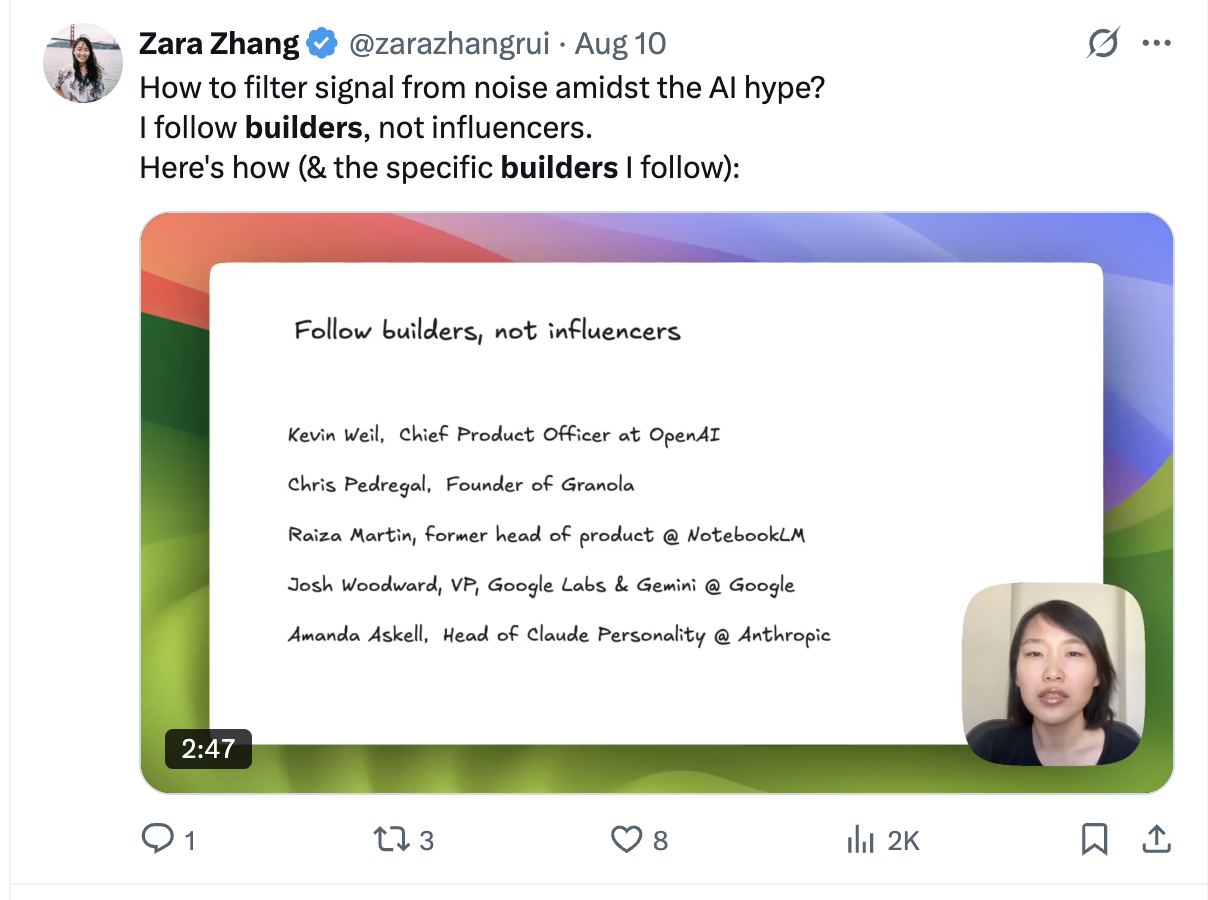 Zara Zhang @zarazhangrui · Aug 10
How to filter signal from noise amidst the AI hype?
I follow builders, not influencers.
Here's how (& the specific builders I follow):
Follow builders, not influencers
Kevin Weil, Chief Product Officer at OpenAI
Chris Pedregal, Founder of Granola
Raiza Martin, former head of product @ NotebookLM
Josh Woodward, VP, Google Labs & Gemini @ Google
Amanda Askell, Head of Claude Personality @ Anthropic
2:47
1 3 8 2K